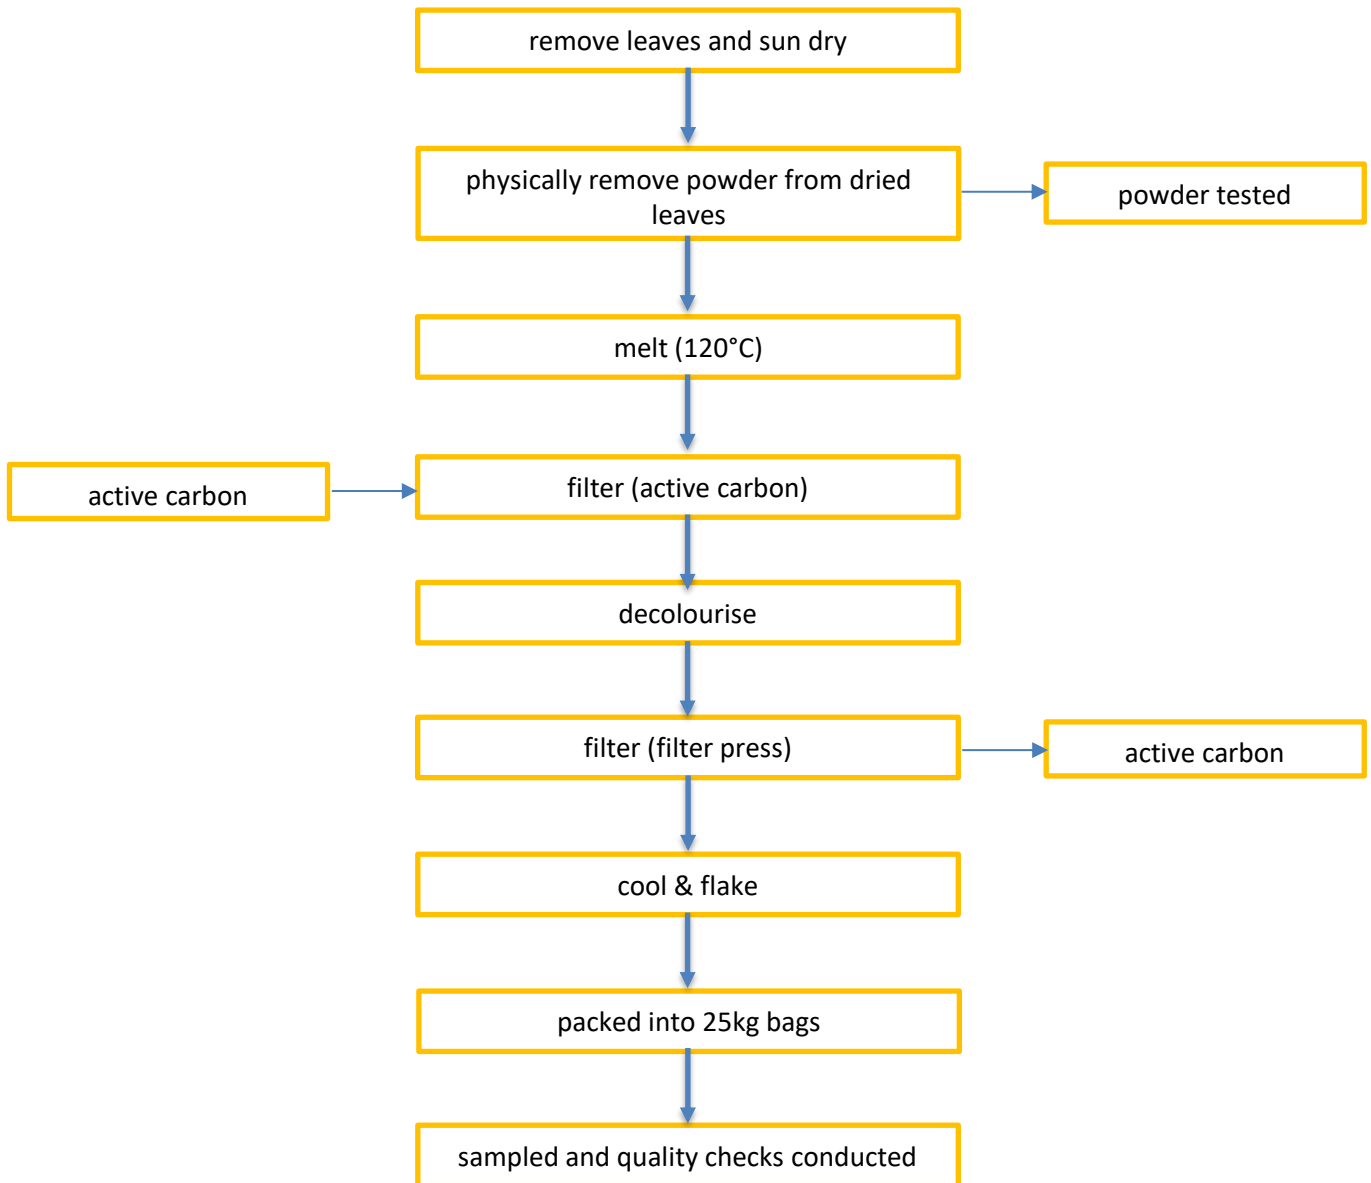 remove leaves and sun dry
physically remove powder from dried
leaves
powder tested
melt (120°C)
active carbon
filter (active carbon)
decolourise
filter (filter press)
active carbon
cool & flake
packed into 25kg bags
sampled and quality checks conducted